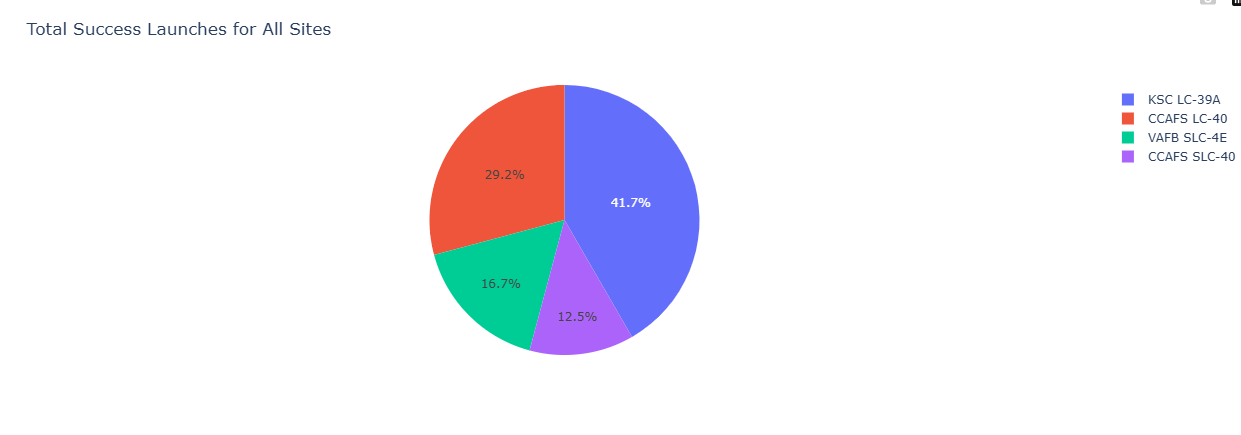 Total Success Launches for All Sites
KSC LC-39A
CCAFS LC-40
VAFB SLC-4E
CCAFS SLC-40
29.2%
41.7%
16.7%
12.5%